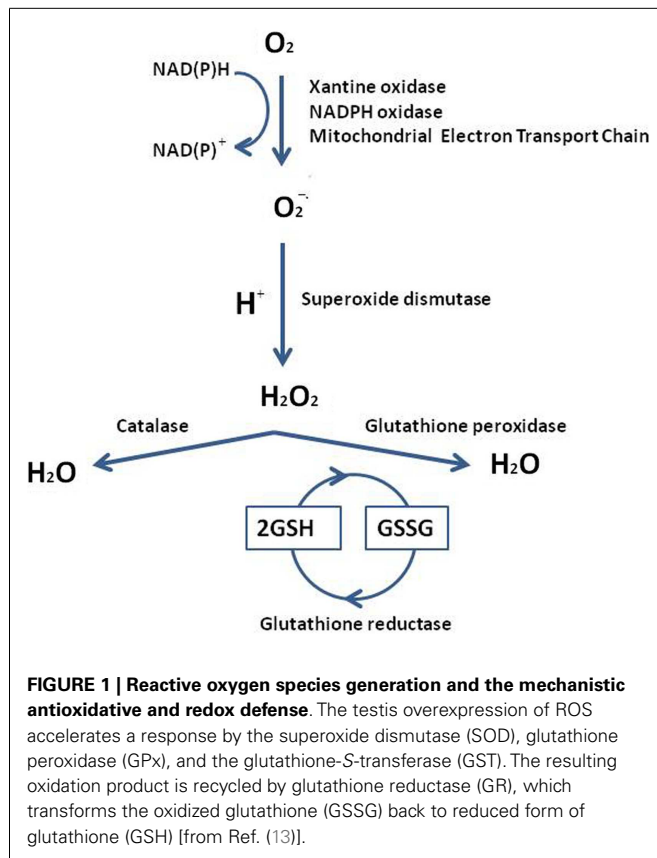 O₂
NAD(P)H
Xantine oxidase
NADPH oxidase
Mitochondrial Electron Transport Chain
NAD(P)⁺
O₂⁻·
H⁺ Superoxide dismutase
H₂O₂
Catalase Glutathione peroxidase
H₂O H₂O
2GSH GSSG
Glutathione reductase
FIGURE 1 | Reactive oxygen species generation and the mechanistic
antioxidative and redox defense. The testis overexpression of ROS
accelerates a response by the superoxide dismutase (SOD), glutathione
peroxidase (GPx), and the glutathione-S-transferase (GST). The resulting
oxidation product is recycled by glutathione reductase (GR), which
transforms the oxidized glutathione (GSSG) back to reduced form of
glutathione (GSH) [from Ref. (13)].